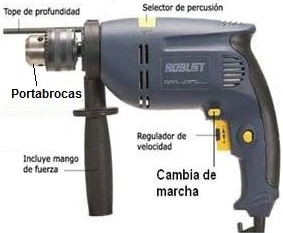 Tope de profundidad
Selector de percusión
Portabrocas
ROBUST
Regulador de
velocidad
Incluye mango
de fuerza
Cambia de
marcha